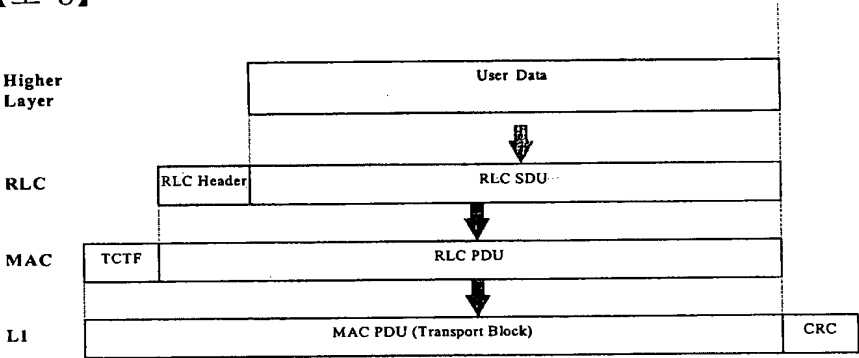 Higher Layer
User Data
RLC
RLC Header
RLC SDU
MAC
TCTF
RLC PDU
L1
MAC PDU (Transport Block)
CRC